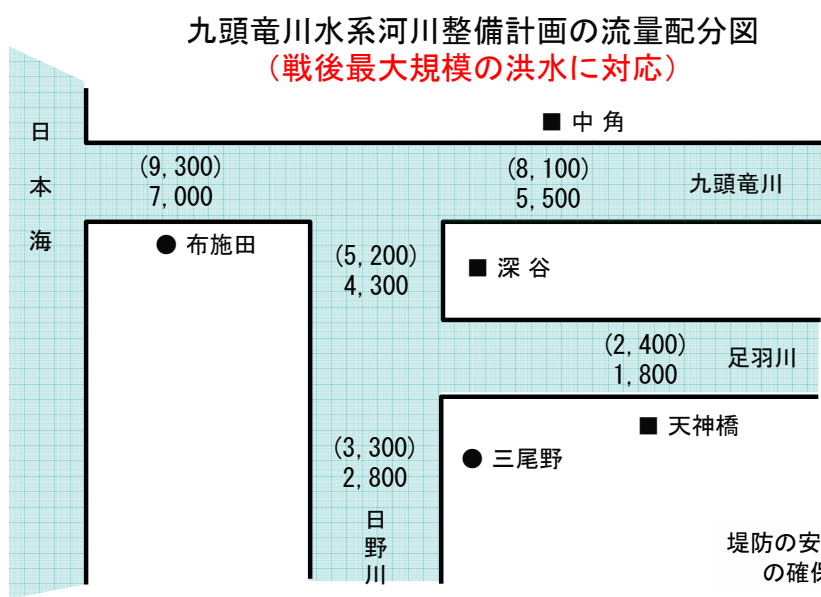 九頭竜川水系河川整備計画の流量配分図
（戦後最大規模の洪水に対応）
日本海
■ 中 角
(9, 300)
7, 000
(8, 100)
5, 500
九頭竜川
● 布施田
(5, 200)
4, 300
■ 深 谷
(2, 400)
1, 800
足羽川
■ 天神橋
(3, 300)
2, 800
● 三尾野
日野川
堤防の安
の確保